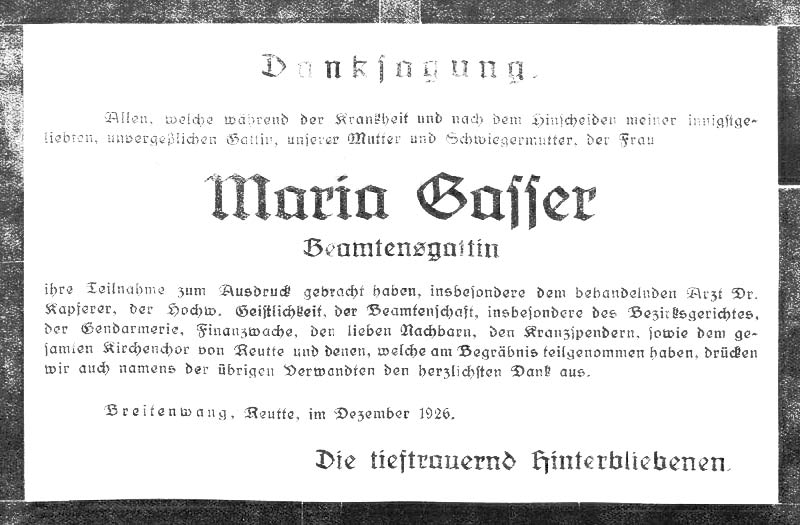 Danksagung.
Allen, welche während der Krankheit und nach dem Hinscheiden meiner innigstge-
liebten, unvergeßlichen Gattin, unserer Mutter und Schwiegermutter, der Frau
Maria Gasser
Beamtensgattin
ihre Teilnahme zum Ausdruck gebracht haben, insbesondere dem behandelnden Arzt Dr.
Kapferer, der Hochw. Geistlichkeit, der Beamtenschaft, insbesondere des Bezirksgerichtes,
der Gendarmerie, Finanzwache, den lieben Nachbarn, den Kranzspendern, sowie dem ge-
samten Kirchenchor von Reutte und denen, welche am Begräbnis teilgenommen haben, drücken
wir auch namens der übrigen Verwandten den herzlichsten Dank aus.
Breitenwang, Reutte, im Dezember 1926.
Die tieftrauernd Hinterbliebenen.